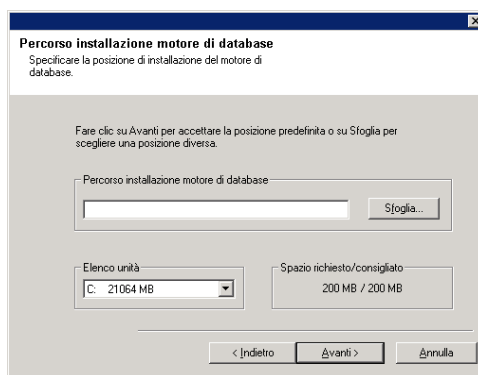 Percorso installazione motore di database
Specificare la posizione di installazione del motore di
database.
Fare clic su Avanti per accettare la posizione predefinita o su Sfoglia per
scegliere una posizione diversa.
Percorso installazione motore di database
Sfoglia...
Elenco unità
C: 21064 MB
Spazio richiesto/consigliato
200 MB / 200 MB
< Indietro
Avanti >
Annulla